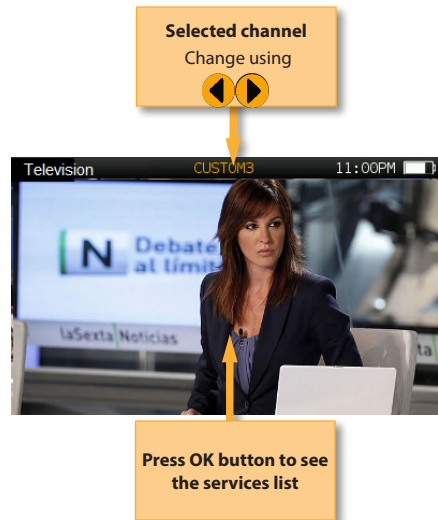 Selected channel
Change using
Television CUSTOM3 11:00PM
N Debate
al límite
laSexta Noticias
ta
Press OK button to see
the services list